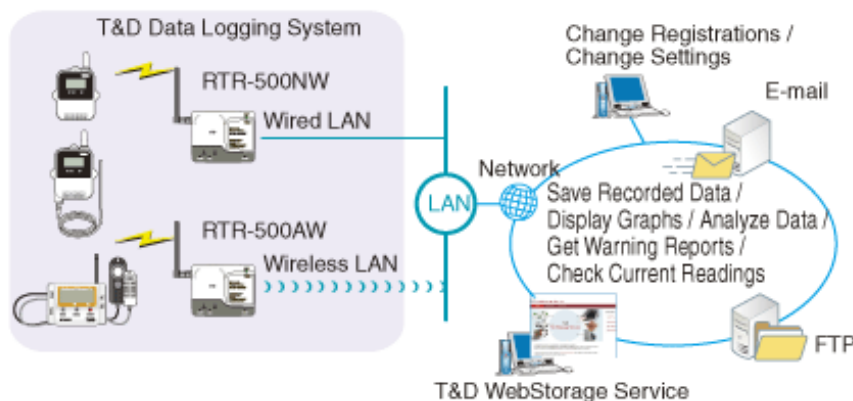 T&D Data Logging System
RTR-500NW
Wired LAN
RTR-500AW
Wireless LAN
LAN
Network
Change Registrations /
Change Settings
E-mail
Save Recorded Data /
Display Graphs / Analyze Data /
Get Warning Reports /
Check Current Readings
FTP
T&D WebStorage Service